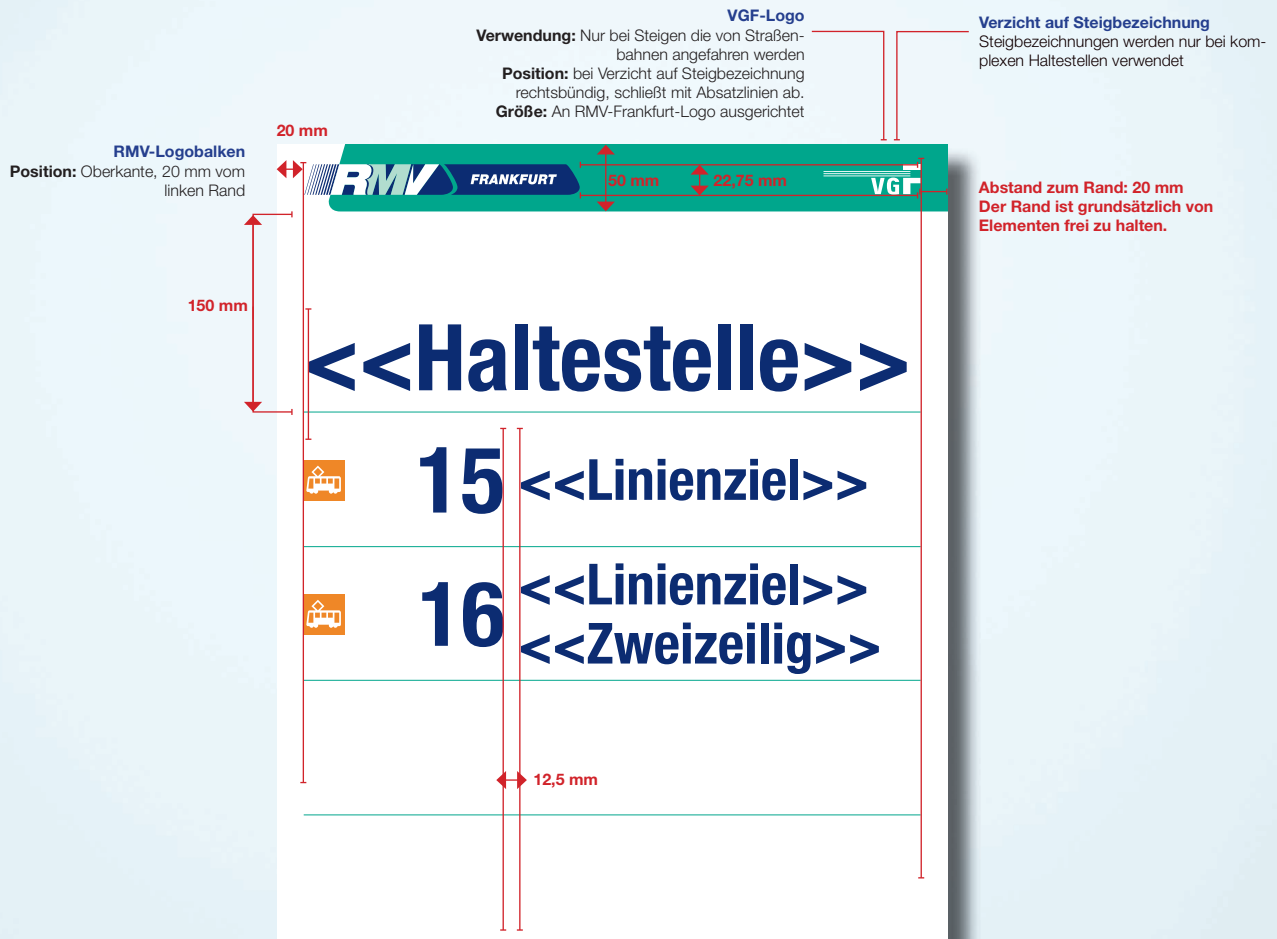 VGF-Logo
Verwendung: Nur bei Steigen die von Straßen-
bahnen angefahren werden
Position: bei Verzicht auf Steigbezeichnung
rechtsbündig, schließt mit Absatzlinien ab.
Größe: An RMV-Frankfurt-Logo ausgerichtet
Verzicht auf Steigbezeichnung
Steigbezeichnungen werden nur bei kom-
plexen Haltestellen verwendet
20 mm
RMV-Logobalken
Position: Oberkante, 20 mm vom
linken Rand
RMV FRANKFURT
50 mm
22,75 mm
VGF
Abstand zum Rand: 20 mm
Der Rand ist grundsätzlich von
Elementen frei zu halten.
150 mm
<<Haltestelle>>
15 <<Linienziel>>
16 <<Linienziel>>
<<Zweizeilig>>
12,5 mm